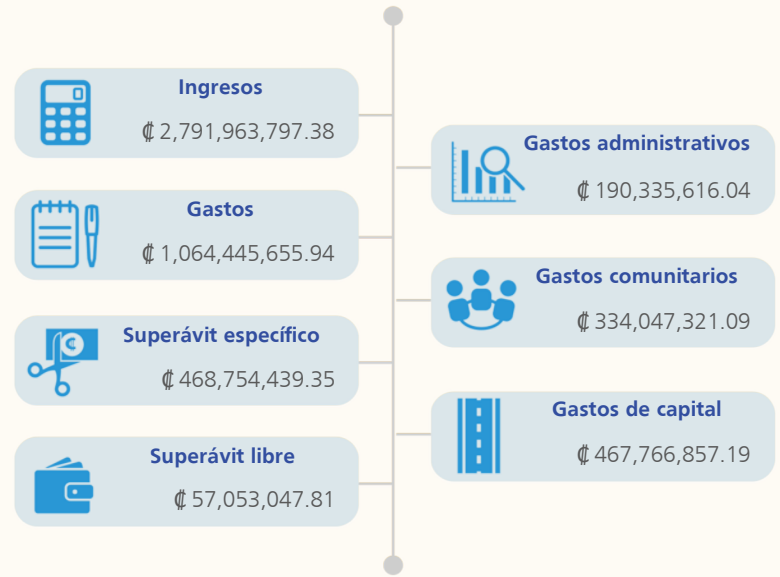 Ingresos
₡ 2,791,963,797.38
Gastos
₡ 1,064,445,655.94
Superávit específico
₡ 468,754,439.35
Superávit libre
₡ 57,053,047.81
Gastos administrativos
₡ 190,335,616.04
Gastos comunitarios
₡ 334,047,321.09
Gastos de capital
₡ 467,766,857.19